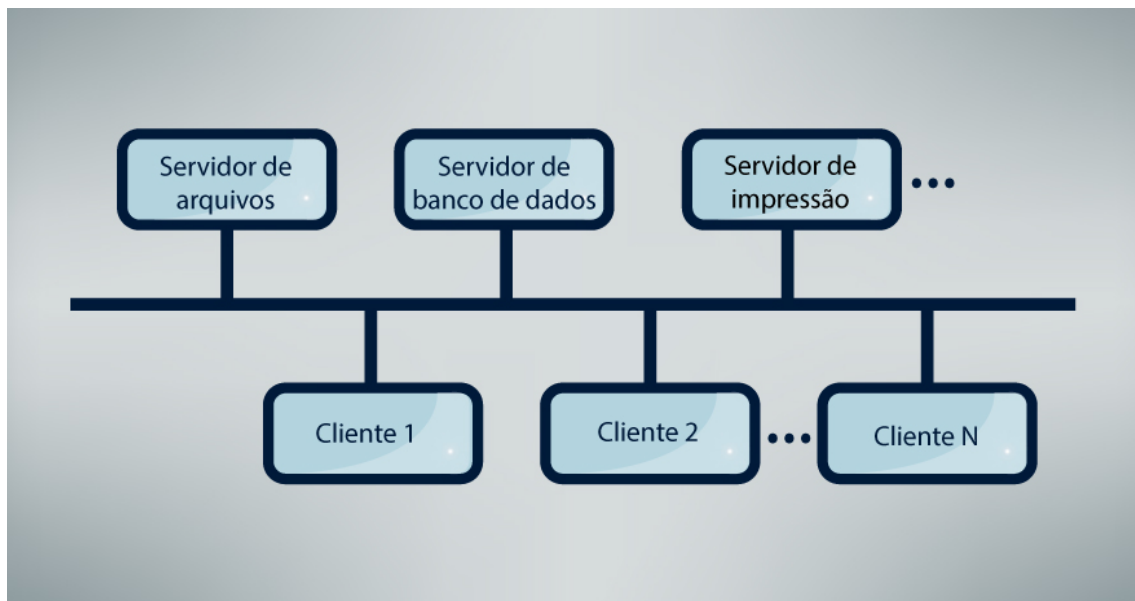 Servidor de
arquivos
Servidor de
banco de dados
Servidor de
impressão
...
Cliente 1
Cliente 2
...
Cliente N